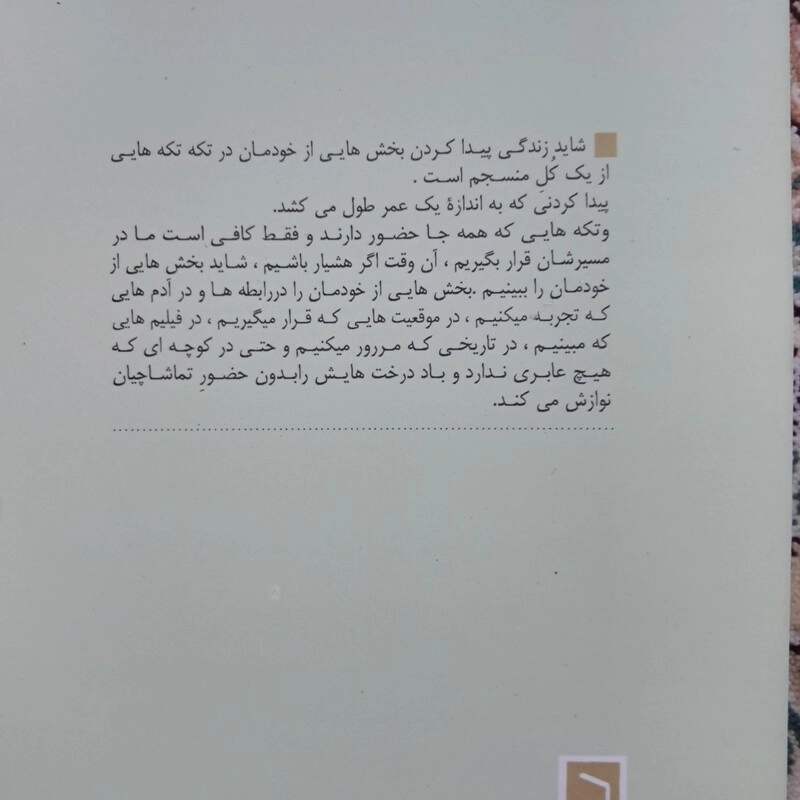 شاید زندگی پیدا کردن بخش هایی از خودمان در تکه تکه هایی
از یک کُلِ منسجم است .
پیدا کردنی که به اندازهٔ یک عمر طول می کشد.
وتکه هایی که همه جا حضور دارند و فقط کافی است ما در
مسیرشان قرار بگیریم ، آن وقت اگر هشیار باشیم ، شاید بخش هایی از
خودمان را ببینیم .بخش هایی از خودمان را دررابطه ها و در آدم هایی
که تجربه میکنیم ، در موقعیت هایی که قرار میگیریم ، در فیلیم هایی
که مبینیم ، در تاریخی که مررور میکنیم و حتی در کوچه ای که
هیچ عابری ندارد و باد درخت هایش رابدون حضورِ تماشاچیان
نوازش می کند.